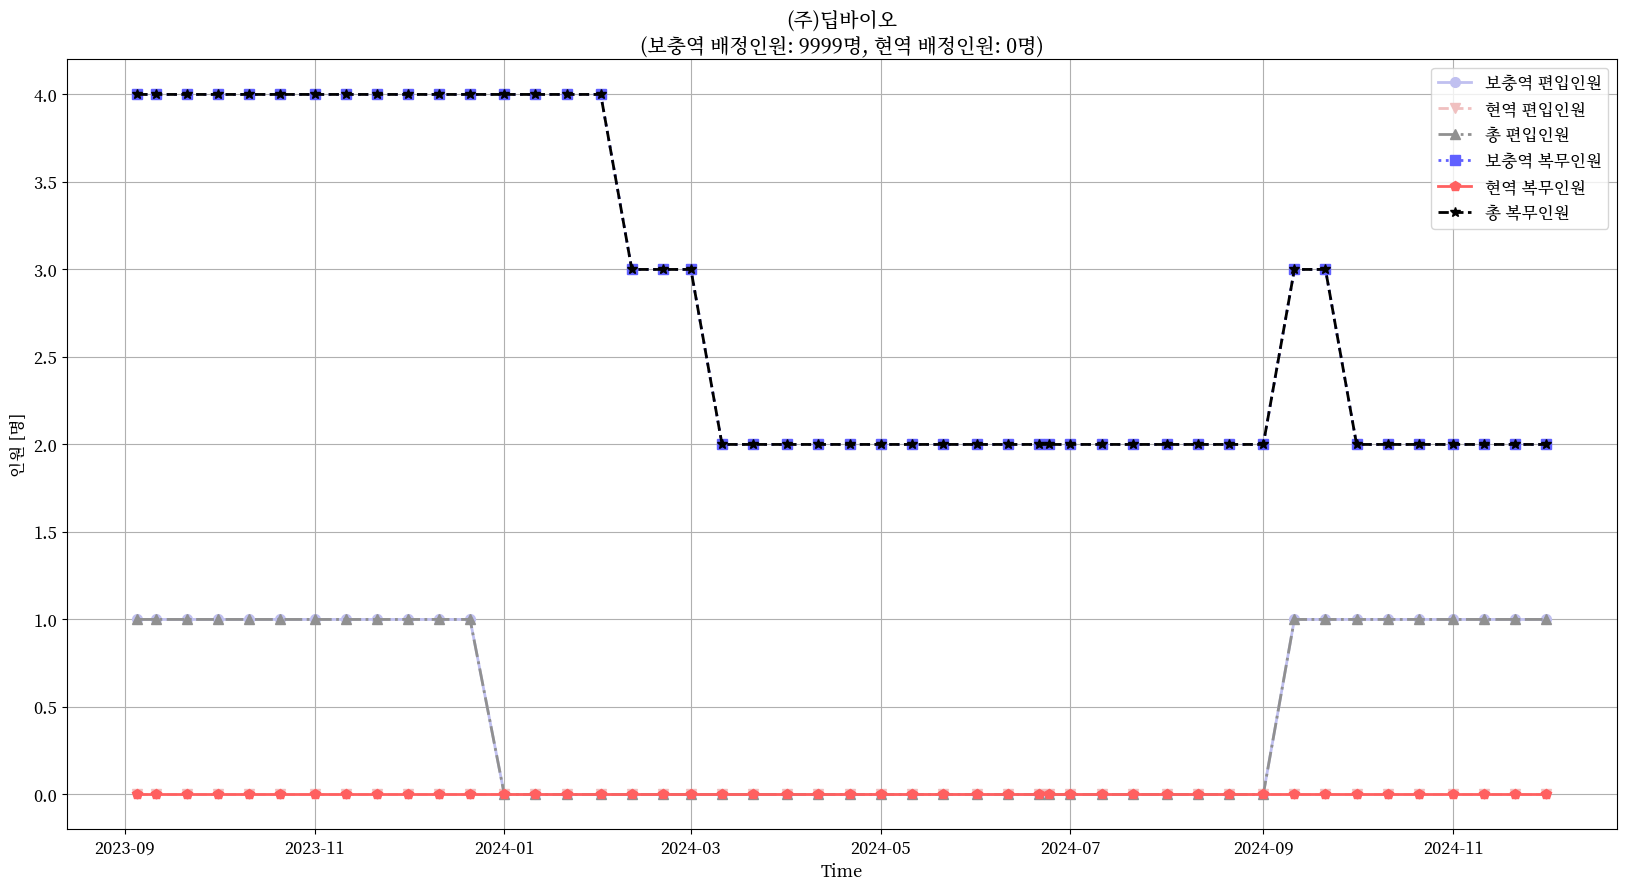 (주)딥바이오
(보충역 배정인원: 9999명, 현역 배정인원: 0명)
보충역 편입인원
현역 편입인원
총 편입인원
보충역 복무인원
현역 복무인원
총 복무인원
인원 [명]
4.0
3.5
3.0
2.5
2.0
1.5
1.0
0.5
0.0
2023-09 2023-11 2024-01 2024-03 2024-05 2024-07 2024-09 2024-11
Time